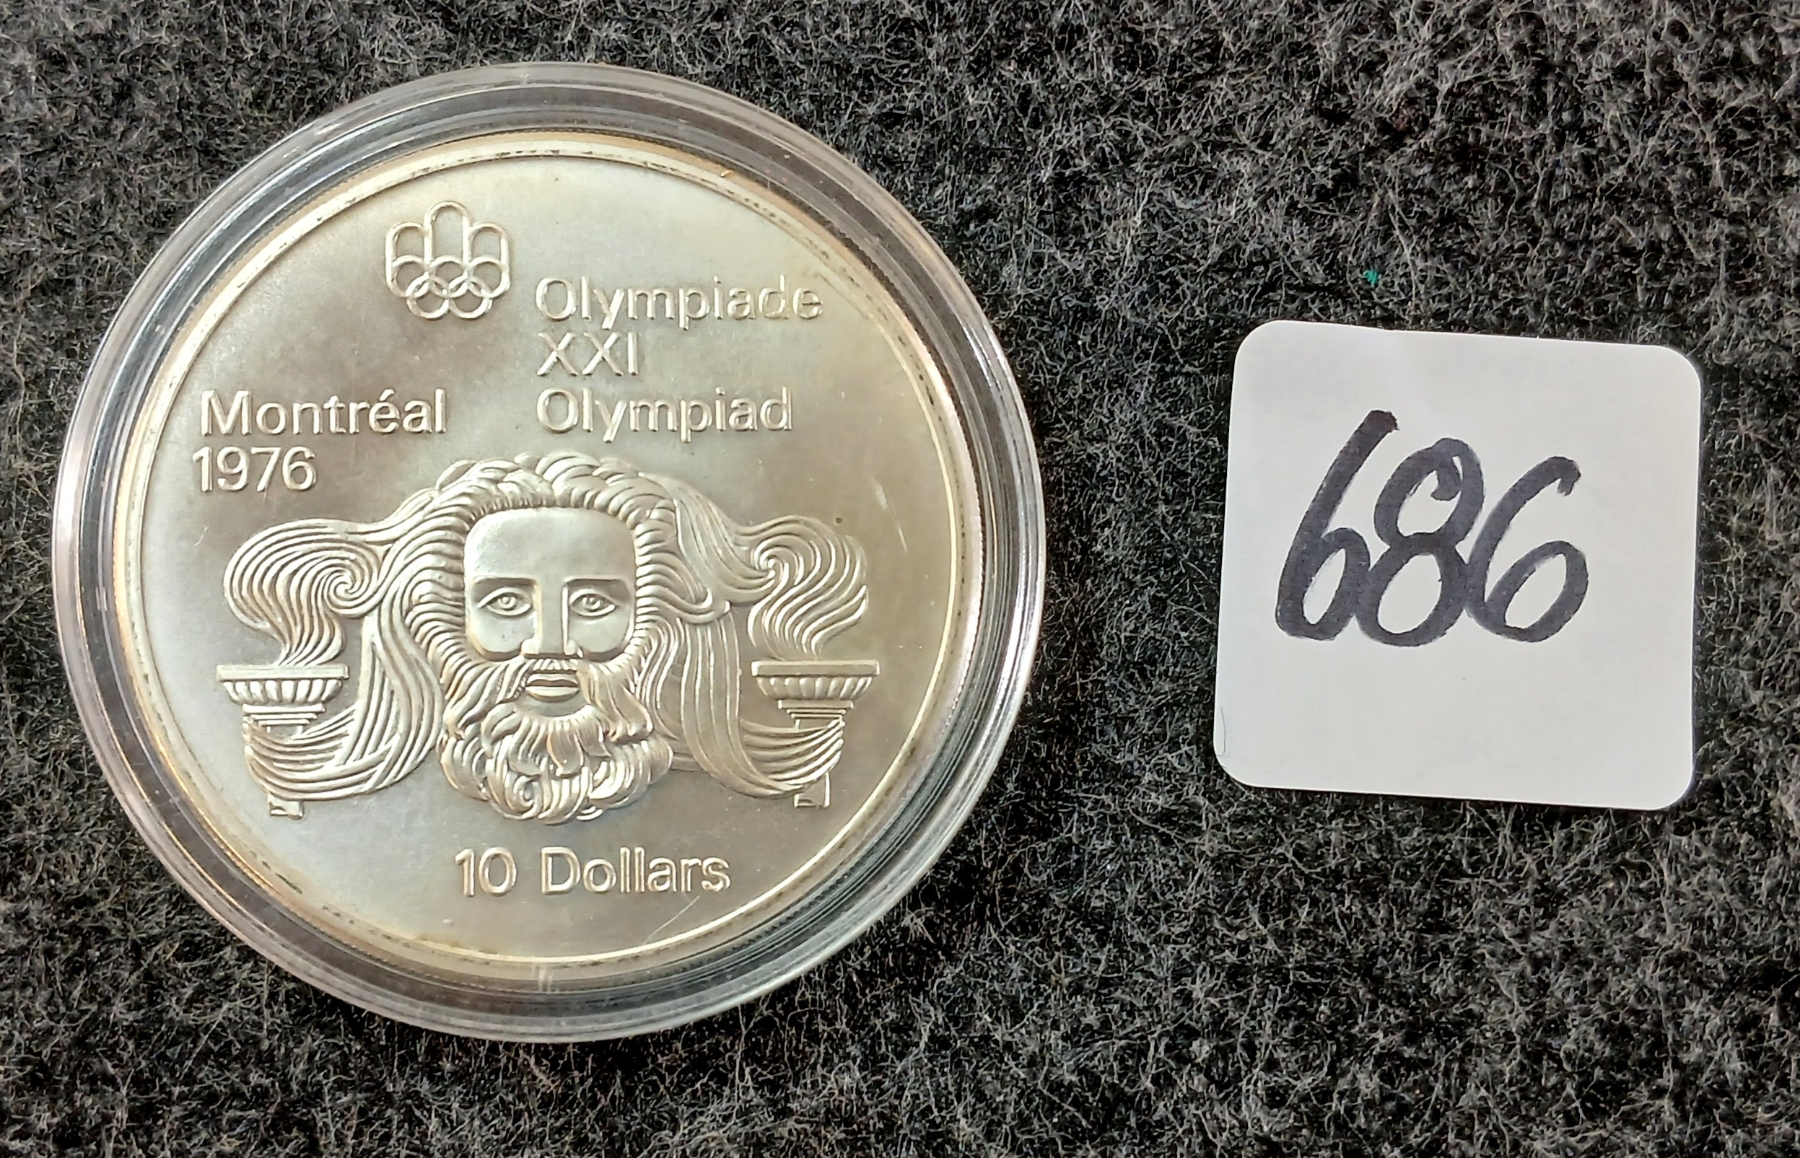 Olympiade
XXI
Olympiad
Montréal
1976
10 Dollars
686